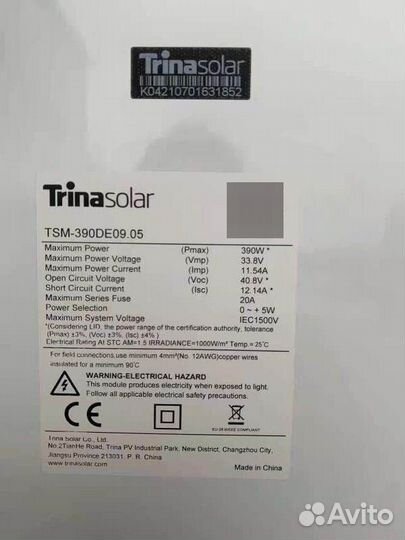 Trinasolar
K04210701631852
Trinasolar
TSM-390DE09.05
Maximum Power (Pmax) 390W *
Maximum Power Voltage (Vmp) 33.8V
Maximum Power Current (Imp) 11.54A
Open Circuit Voltage (Voc) 40.8V *
Short Circuit Current (Isc) 12.14A *
Maximum Series Fuse 20A
Power Selection 0 ~ +5W
Maximum System Voltage IEC1500V
*(Considering LID, the power range of the certification authority, tolerance
(Pmax) ±3%, (Voc) ±3%, (Isc) ±4%)
Electrical Rating At STC AM=1.5 IRRADIANCE=1000W/m² Temp.=25℃
For field connections,use minimum 4mm²(No. 12AWG)copper wires
insulated for a minimum 90℃
WARNING-ELECTRICAL HAZARD
This module produces electricity when exposed to light.
Follow all applicable electrical safety precautions.
CE
EU-28 WEEE COMPLIANT
Trina Solar Co., Ltd.
No.2TianHe Road, Trina PV Industrial Park, New District, Changzhou City,
Jiangsu Province 213031. P. R. China
www.trinasolar.com
Made in China
Avito